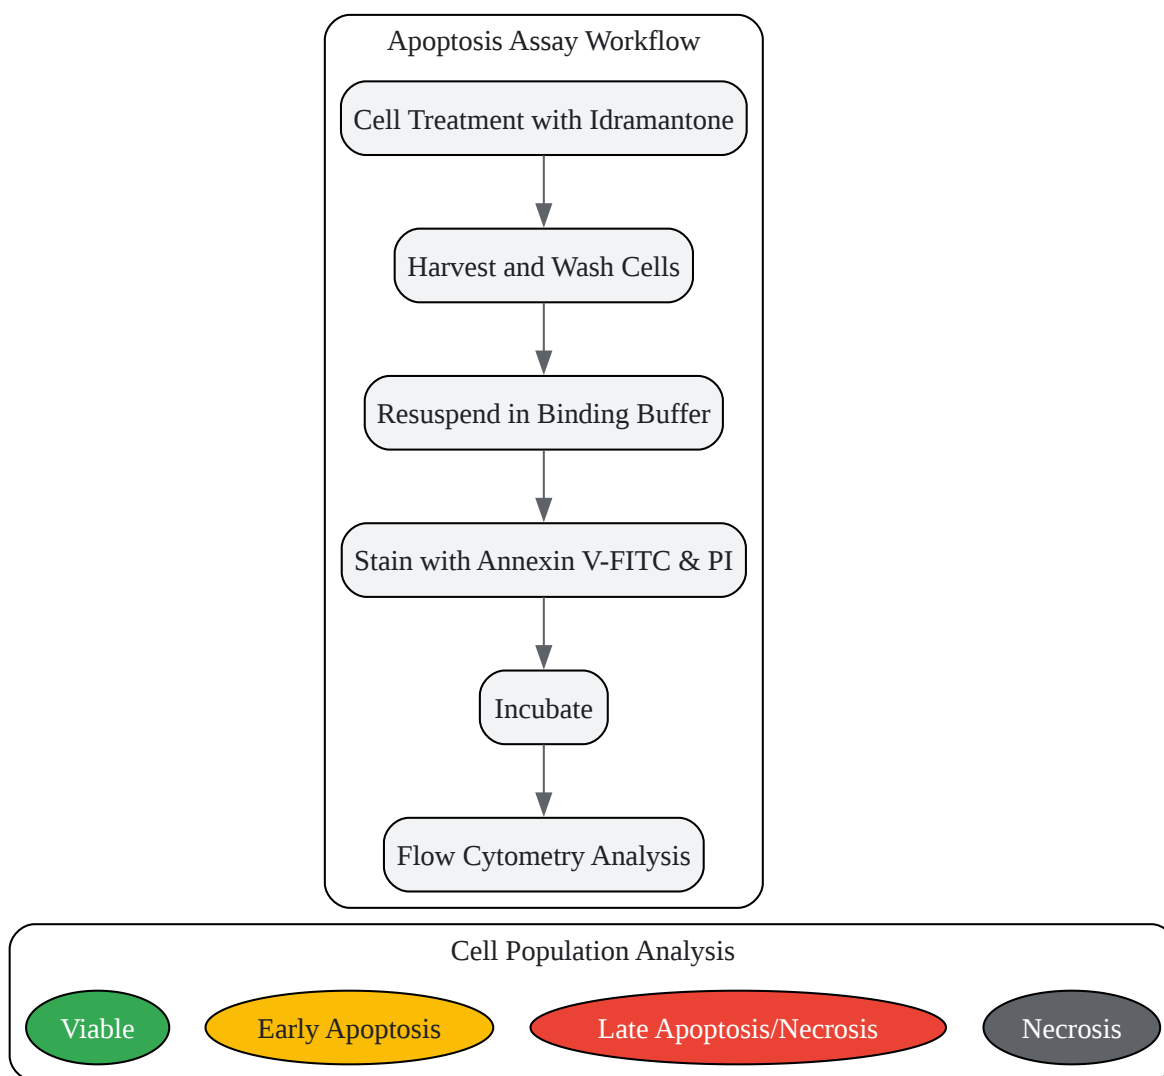 Apoptosis Assay Workflow
Cell Treatment with Idramantone
Harvest and Wash Cells
Resuspend in Binding Buffer
Stain with Annexin V-FITC & PI
Incubate
Flow Cytometry Analysis
Cell Population Analysis
Viable
Early Apoptosis
Late Apoptosis/Necrosis
Necrosis